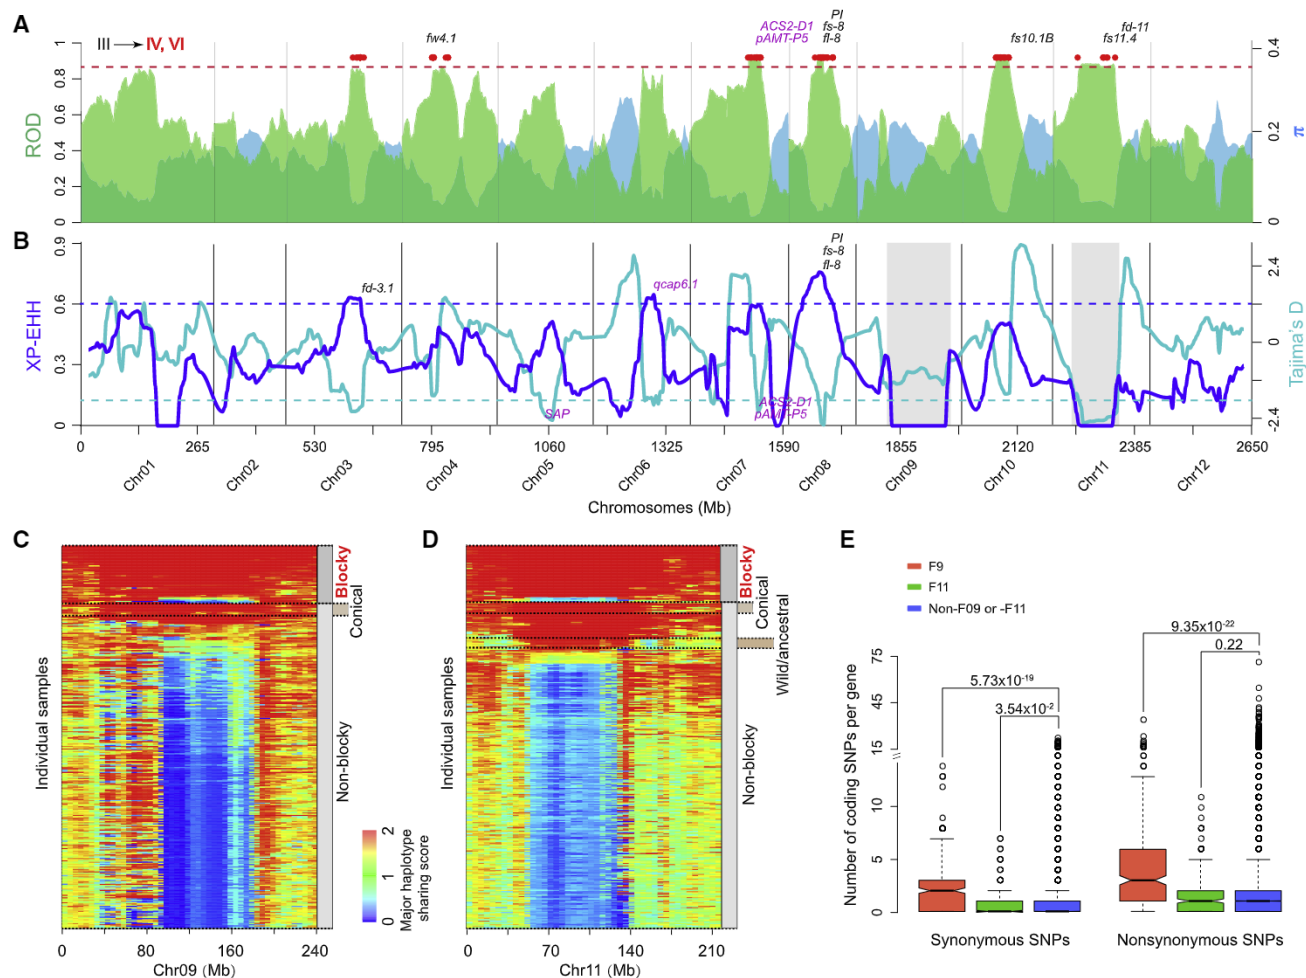 A
III → IV, VI
fw4.1
ACS2-D1
pAMT-P5
PI
fs-8
fl-8
fs10.1B
fd-11
fs11.4
ROD
1
0.8
0.6
0.4
0.2
0
π
0.4
0.2
0
B
XP-EHH
0.9
0.6
0.3
0
fd-3.1
SAP
qcap6.1
ACS2-D1
pAMT-P5
PI
fs-8
fl-8
Tajima's D
2.4
0
-2.4
0 265 530 795 1060 1325 1590 1855 2120 2385 2650
Chr01 Chr02 Chr03 Chr04 Chr05 Chr06 Chr07 Chr08 Chr09 Chr10 Chr11 Chr12
Chromosomes (Mb)
C
Individual samples
Blocky
Conical
Non-blocky
0 80 160 240
Chr09 (Mb)
2
1
0
Major haplotype
sharing score
D
Individual samples
Blocky
Conical
Wild/ancestral
Non-blocky
0 70 140 210
Chr11 (Mb)
E
F9
F11
Non-F09 or -F11
9.35x10-22
0.22
5.73x10-19
3.54x10-2
Number of coding SNPs per gene
75
45
15
10
5
0
Synonymous SNPs
Nonsynonymous SNPs